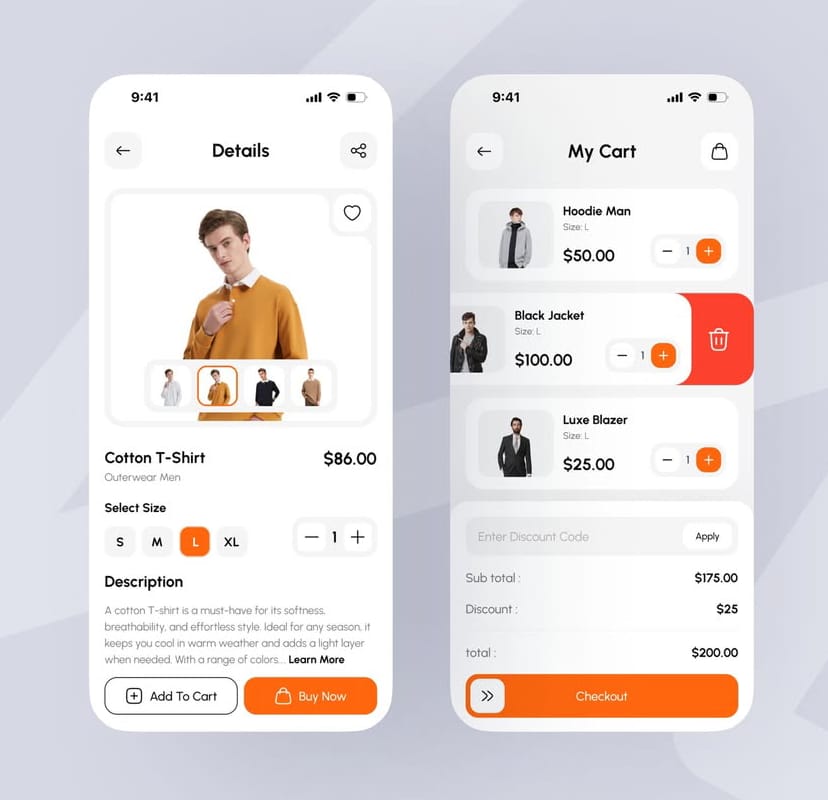 9:41
Details
Cotton T-Shirt
$86.00
Outerwear Men
Select Size
S
M
L
XL
1
Description
A cotton T-shirt is a must-have for its softness,
breathability, and effortless style. Ideal for any season, it
keeps you cool in warm weather and adds a light layer
when needed. With a range of colors... Learn More
Add To Cart
Buy Now
9:41
My Cart
Hoodie Man
Size: L
$50.00
1
Black Jacket
Size: L
$100.00
1
Luxe Blazer
Size: L
$25.00
1
Enter Discount Code
Apply
Sub total :
$175.00
Discount :
$25
total :
$200.00
Checkout